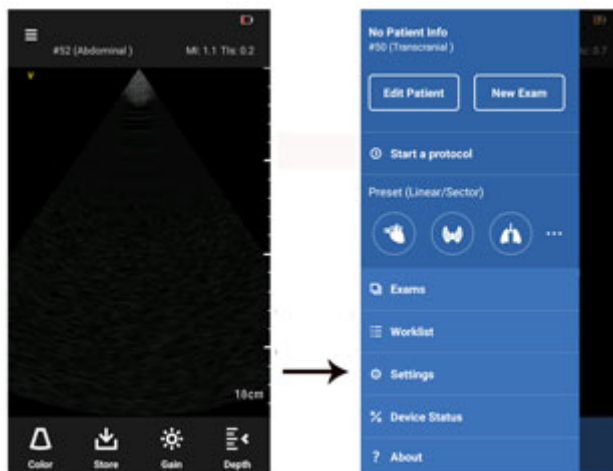 #52 (Abdominal )
MI: 1.1 TIs: 0.2
V
18cm
Color
Store
Gain
Depth
No Patient Info
#50 (Transcranial )
Edit Patient
New Exam
Start a protocol
Preset (Linear/Sector)
Exams
Worklist
Settings
Device Status
? About